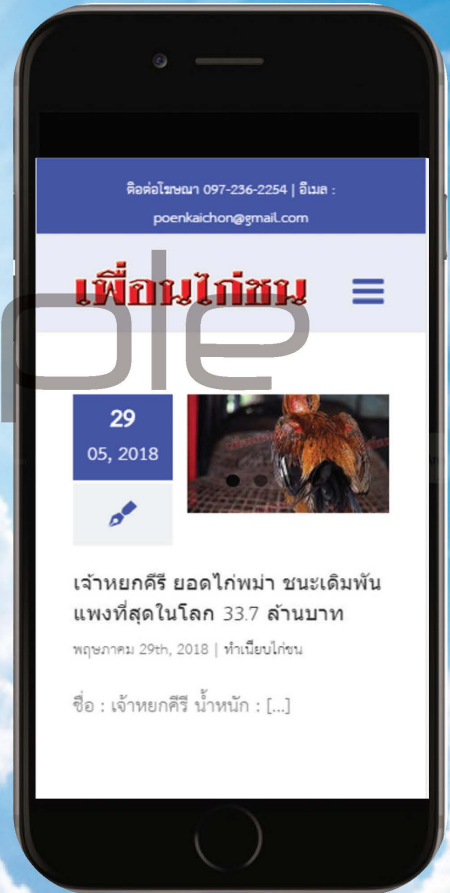 ติอต่อโฆษณา 097-236-2254 | อีเมล :
poenkaichon@gmail.com
เพื่อนไก่ชน
ple
29
05, 2018
เจ้าหยกคีรี ยอดไก่พม่า ชนะเดิมพัน
แพงที่สุดในโลก 33.7 ล้านบาท
พฤษภาคม 29th, 2018 | ทำเนียบไก่ชน
ชื่อ : เจ้าหยกคีรี น้ำหนัก : [...]